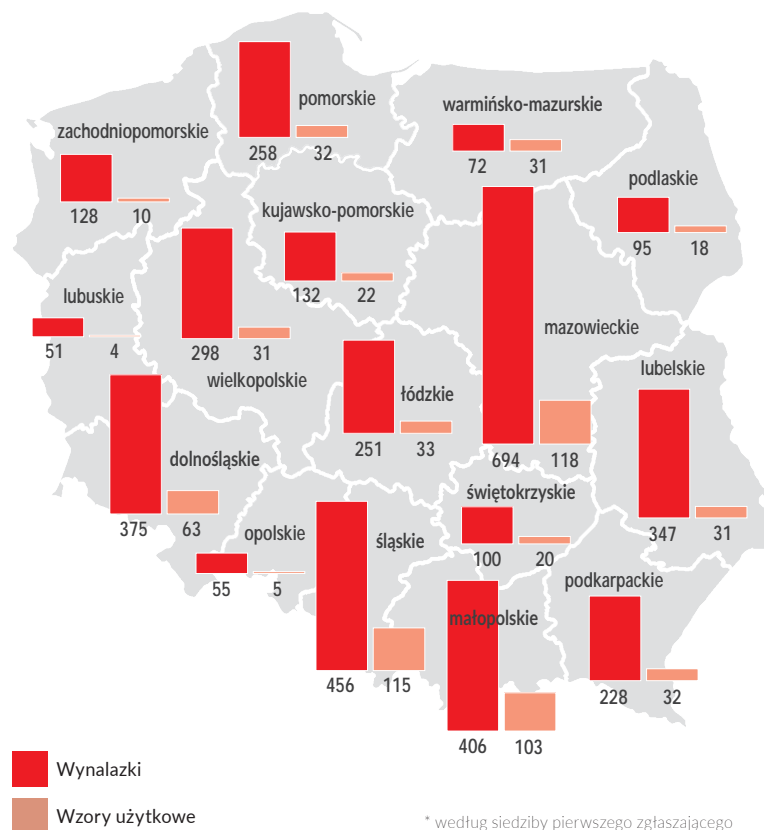 pomorskie
258 32
warmińsko-mazurskie
72 31
zachodniopomorskie
128 10
podlaskie
95 18
kujawsko-pomorskie
132 22
lubuskie
51 4
298 31
wielkopolskie
mazowieckie
694 118
łódzkie
251 33
lubelskie
347 31
dolnośląskie
375 63
świętokrzyskie
100 20
opolskie
55 5
śląskie
456 115
podkarpackie
228 32
małopolskie
406 103
Wynalazki
Wzory użytkowe
* według siedziby pierwszego zgłaszającego